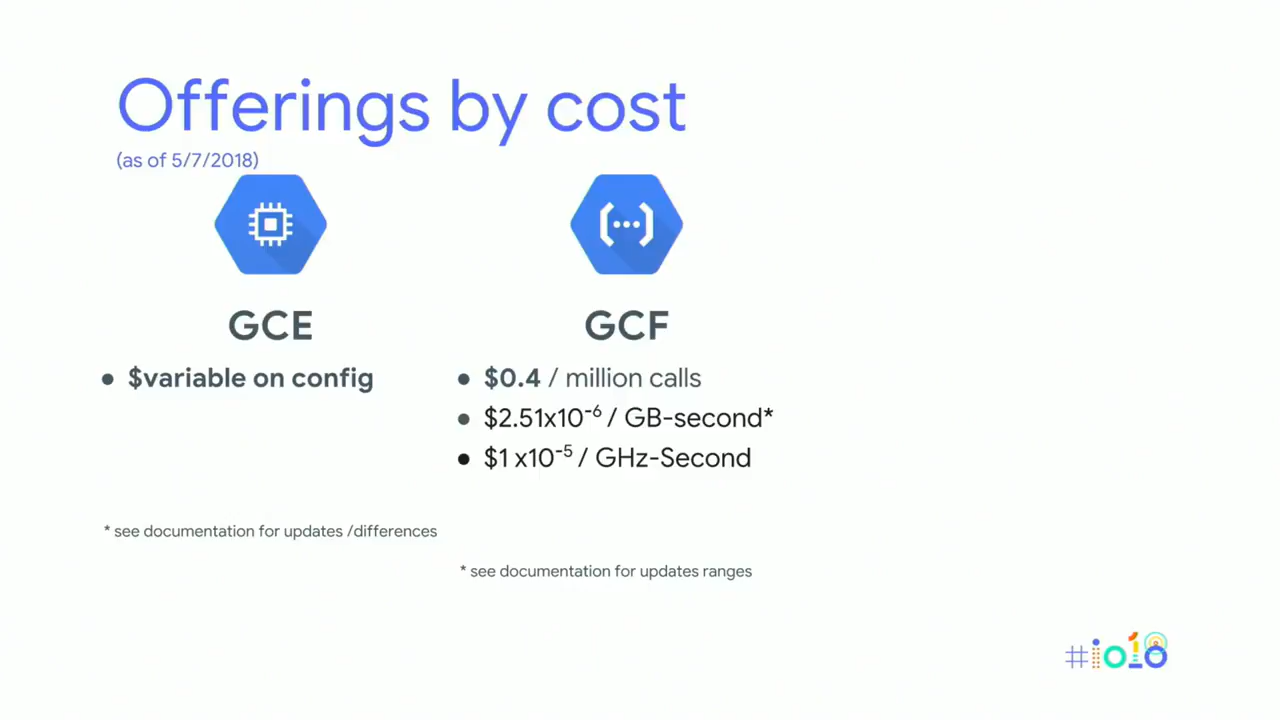 Offerings by cost
(as of 5/7/2018)
GCE
● $variable on config
* see documentation for updates /differences
GCF
● $0.4 / million calls
● $2.51x10⁻⁶ / GB-second*
● $1 x10⁻⁵ / GHz-Second
* see documentation for updates ranges
#io18